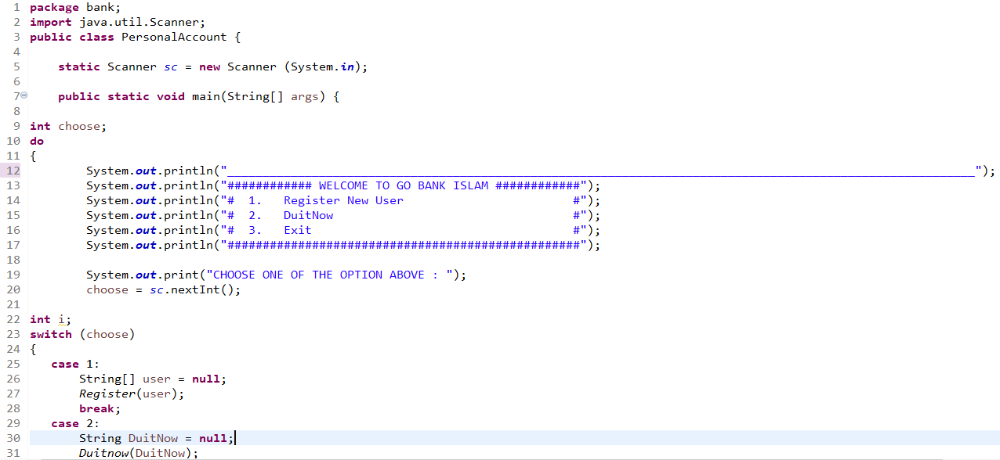 1 package bank;
2 import java.util.Scanner;
3 public class PersonalAccount {
4
5     static Scanner sc = new Scanner (System.in);
6
7     public static void main(String[] args) {
8
9 int choose;
10 do
11 {
12         System.out.println("__________________________________________________________________________________________________________");
13         System.out.println("############ WELCOME TO GO BANK ISLAM ############");
14         System.out.println("#  1.   Register New User                        #");
15         System.out.println("#  2.   DuitNow                                  #");
16         System.out.println("#  3.   Exit                                     #");
17         System.out.println("##################################################");
18
19         System.out.print("CHOOSE ONE OF THE OPTION ABOVE : ");
20         choose = sc.nextInt();
21
22 int i;
23 switch (choose)
24 {
25    case 1:
26        String[] user = null;
27        Register(user);
28        break;
29    case 2:
30        String DuitNow = null;
31        Duitnow(DuitNow);